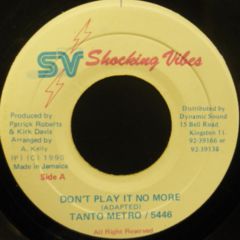 SV Shocking Vibes
Produced by
Patrick Roberts
& Kirk Davis
Arranged by
A. Kelly
(P) (C) 1990
Made in Jamaica
Side A
Distributed by
Dynamic Sound
15 Bell Road
Kingston 11.
92-39186 or
92-39138
DON'T PLAY IT NO MORE
(ADAPTED)
TANTO METRO / 5446
All Right Reserved